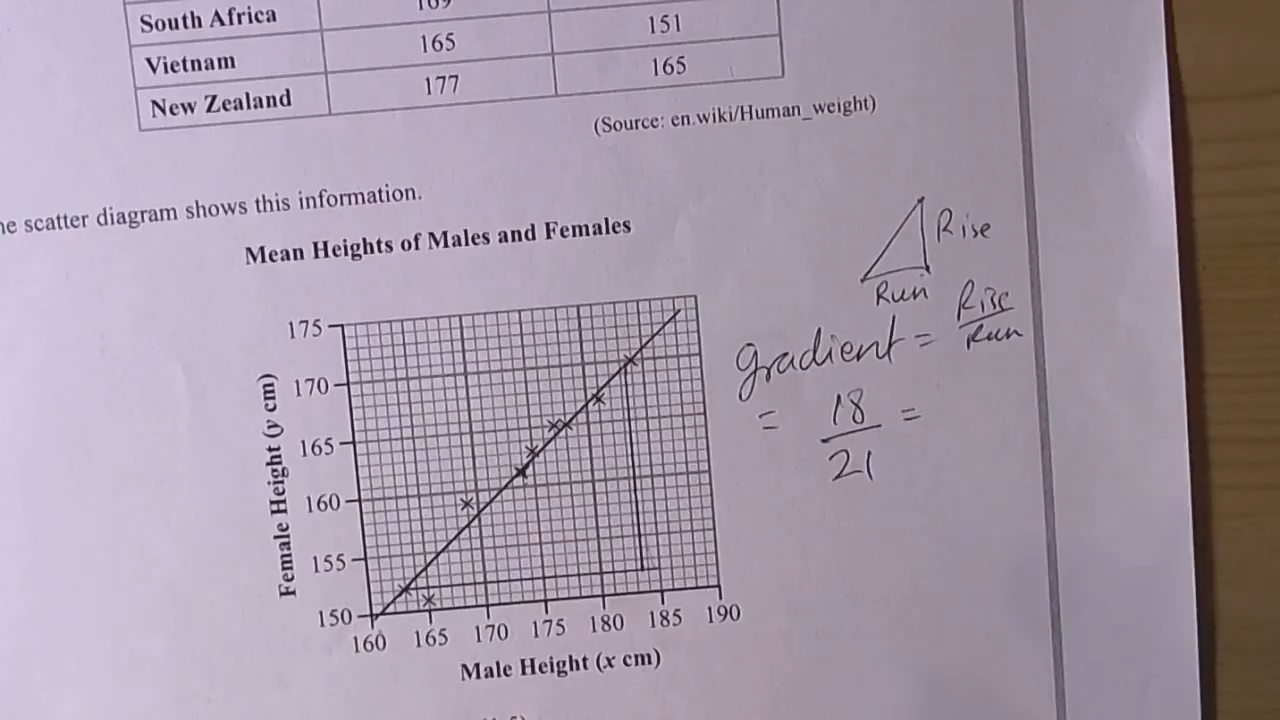 South Africa 169
Vietnam 165 151
New Zealand 177 165
(Source: en.wiki/Human_weight)
he scatter diagram shows this information.
Mean Heights of Males and Females
175
170
165
160
155
150
160 165 170 175 180 185 190
Female Height (y cm)
Male Height (x cm)
Rise
Run
gradient = Rise
Run
= 18 =
21